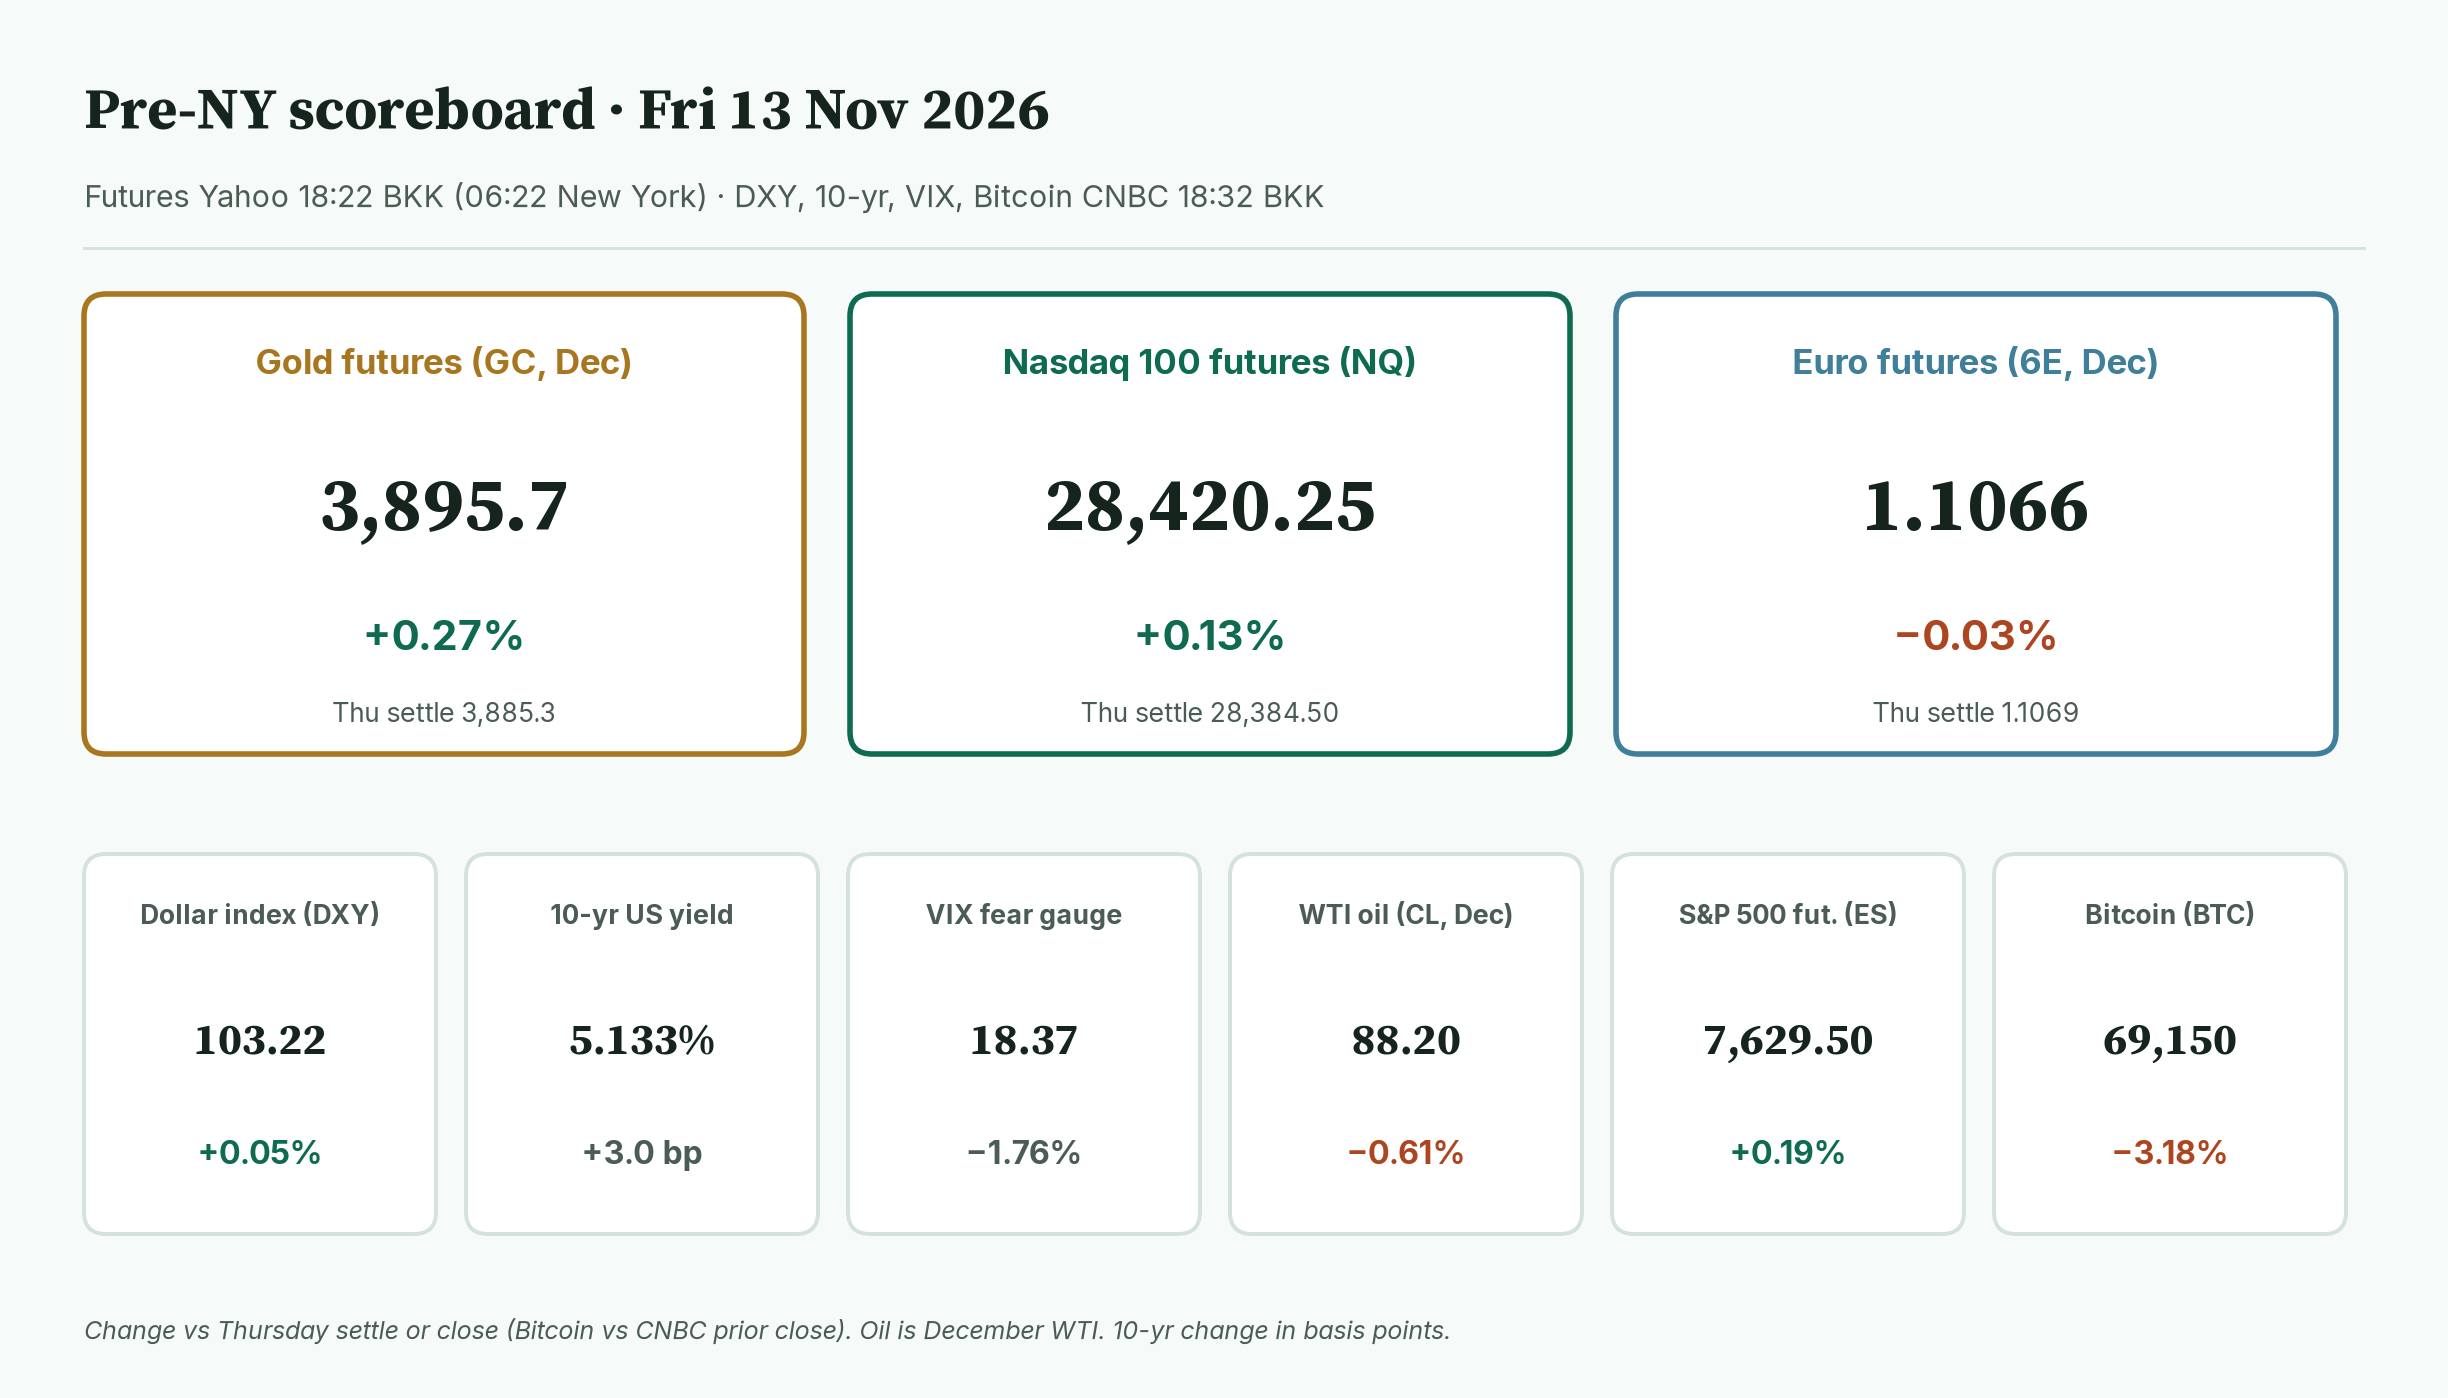 Pre-NY scoreboard · Fri 13 Nov 2026
Futures Yahoo 18:22 BKK (06:22 New York) · DXY, 10-yr, VIX, Bitcoin CNBC 18:32 BKK
Gold futures (GC, Dec)
3,895.7
+0.27%
Thu settle 3,885.3
Nasdaq 100 futures (NQ)
28,420.25
+0.13%
Thu settle 28,384.50
Euro futures (6E, Dec)
1.1066
−0.03%
Thu settle 1.1069
Dollar index (DXY)
103.22
+0.05%
10-yr US yield
5.133%
+3.0 bp
VIX fear gauge
18.37
−1.76%
WTI oil (CL, Dec)
88.20
−0.61%
S&P 500 fut. (ES)
7,629.50
+0.19%
Bitcoin (BTC)
69,150
−3.18%
Change vs Thursday settle or close (Bitcoin vs CNBC prior close). Oil is December WTI. 10-yr change in basis points.